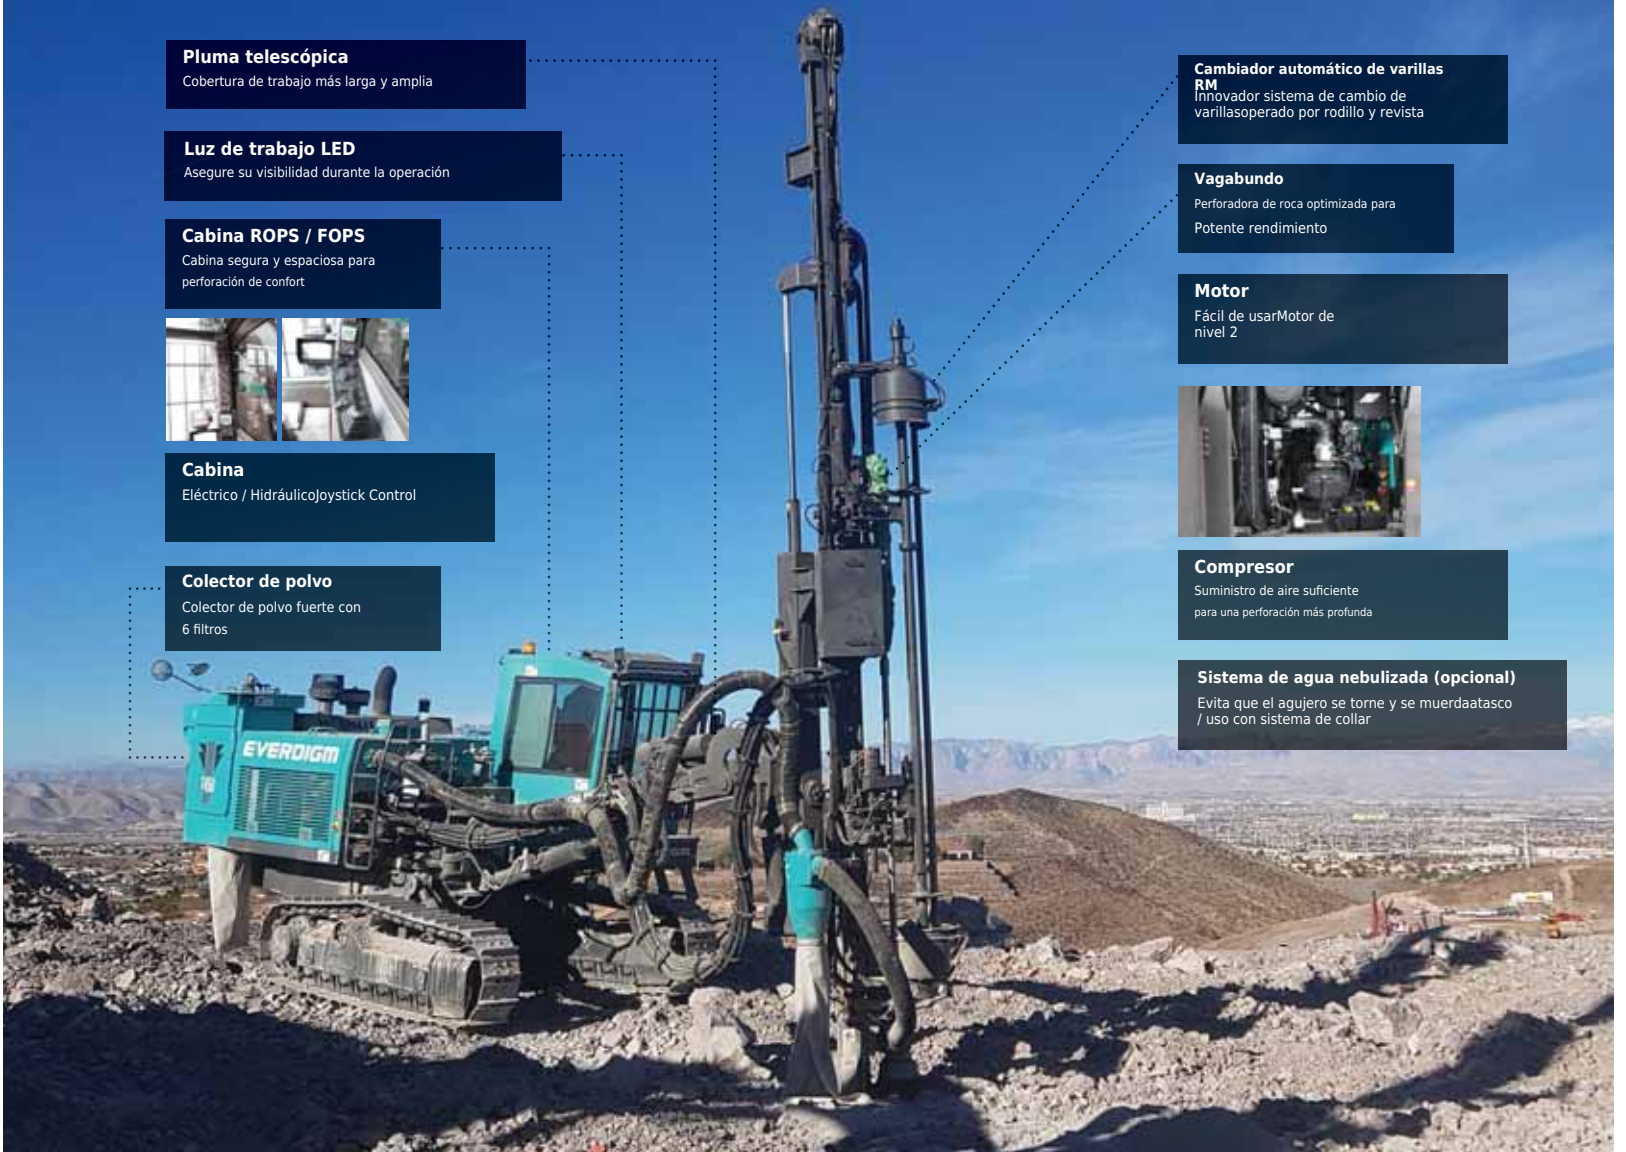 Pluma telescópica
Cobertura de trabajo más larga y amplia
Luz de trabajo LED
Asegure su visibilidad durante la operación
Cabina ROPS / FOPS
Cabina segura y espaciosa para
perforación de confort
Cabina
Eléctrico / HidráulicoJoystick Control
Colector de polvo
Colector de polvo fuerte con
6 filtros
EVERDIGM
Cambiador automático de varillas
RM
Innovador sistema de cambio de
varillasoperado por rodillo y revista
Vagabundo
Perforadora de roca optimizada para
Potente rendimiento
Motor
Fácil de usarMotor de
nivel 2
Compresor
Suministro de aire suficiente
para una perforación más profunda
Sistema de agua nebulizada (opcional)
Evita que el agujero se torne y se muerdaatasco
/ uso con sistema de collar